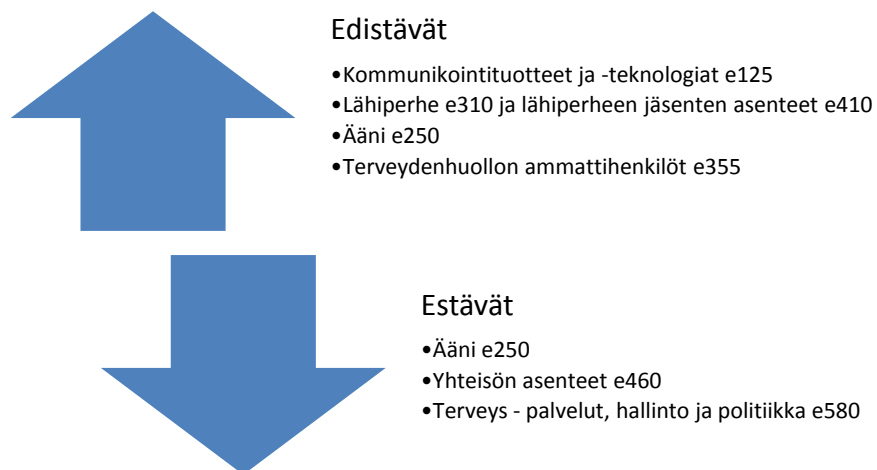 Edistävät
•Kommunikointituotteet ja -teknologiat e125
•Lähiperhe e310 ja lähiperheen jäsenten asenteet e410
•Ääni e250
•Terveydenhuollon ammattihenkilöt e355
Estävät
•Ääni e250
•Yhteisön asenteet e460
•Terveys - palvelut, hallinto ja politiikka e580